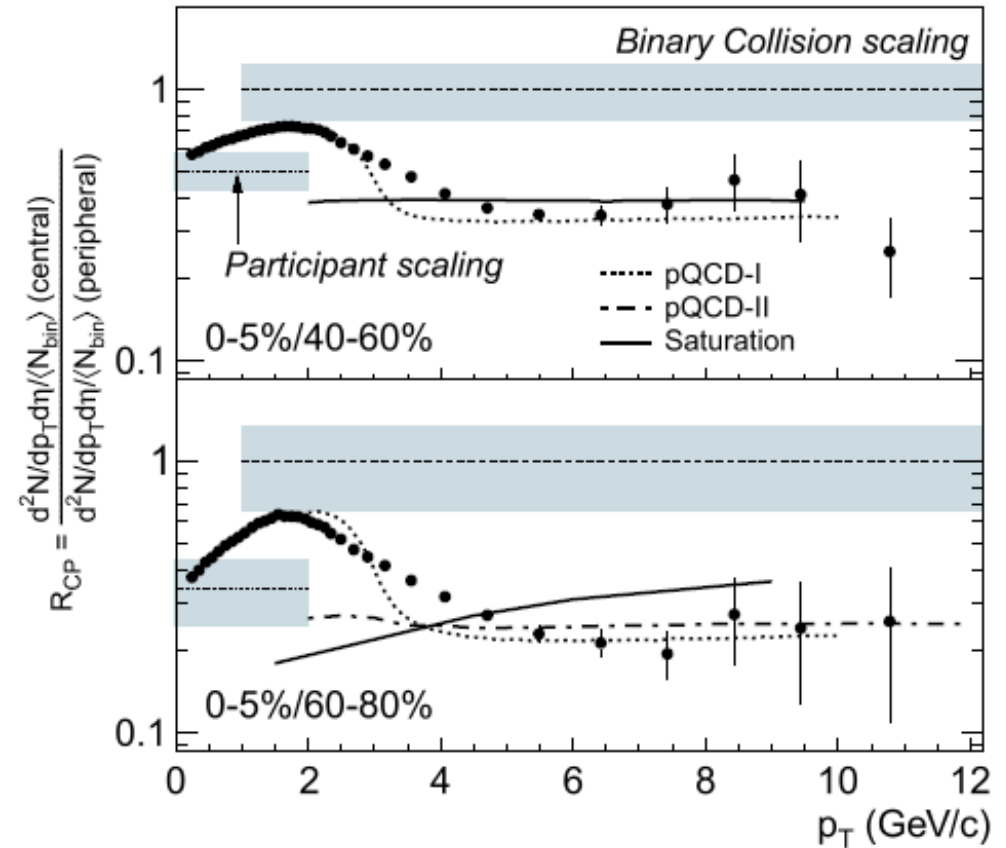 R_CP = d²N/dp_T dη/⟨N_bin⟩ (central)
d²N/dp_T dη/⟨N_bin⟩ (peripheral)
Binary Collision scaling
1
Participant scaling
pQCD-I
pQCD-II
Saturation
0-5%/40-60%
0.1
1
0-5%/60-80%
0.1
0 2 4 6 8 10 12
p_T (GeV/c)